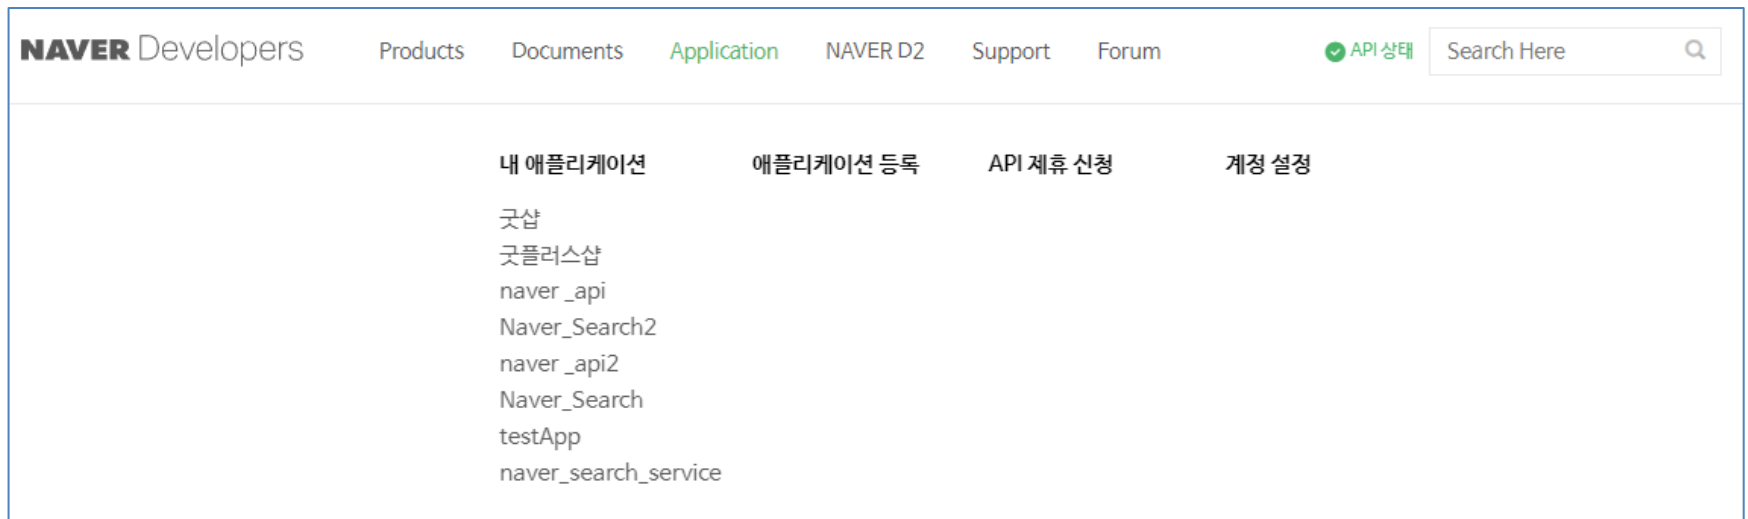 NAVER Developers Products Documents Application NAVER D2 Support Forum API 상태 Search Here
내 애플리케이션 애플리케이션 등록 API 제휴 신청 계정 설정
굿샵
굿플러스샵
naver _api
Naver_Search2
naver _api2
Naver_Search
testApp
naver_search_service